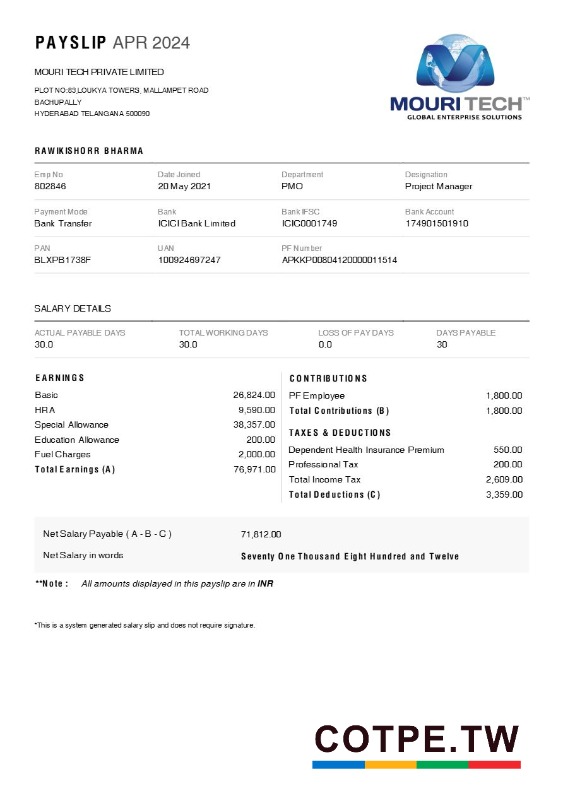 PAYSLIP APR 2024
MOURI TECH PRIVATE LIMITED
PLOT NO:63,LOUKYA TOWERS, MALLAMPET ROAD
BACHUPALLY
HYDERABAD TELANGANA 500090
MOURI TECH™
GLOBAL ENTERPRISE SOLUTIONS
RAWIKISHORR BHARMA
Emp No Date Joined Department Designation
802846 20 May 2021 PMO Project Manager
Payment Mode Bank Bank IFSC Bank Account
Bank Transfer ICICI Bank Limited ICIC0001749 174901501910
PAN UAN PF Number
BLXPB1738F 100924697247 APKKP00804120000011514
SALARY DETAILS
ACTUAL PAYABLE DAYS TOTAL WORKING DAYS LOSS OF PAY DAYS DAYS PAYABLE
30.0 30.0 0.0 30
EARNINGS
Basic 26,824.00
HRA 9,590.00
Special Allowance 38,357.00
Education Allowance 200.00
Fuel Charges 2,000.00
Total Earnings (A) 76,971.00
CONTRIBUTIONS
PF Employee 1,800.00
Total Contributions (B) 1,800.00
TAXES & DEDUCTIONS
Dependent Health Insurance Premium 550.00
Professional Tax 200.00
Total Income Tax 2,609.00
Total Deductions (C) 3,359.00
Net Salary Payable ( A - B - C ) 71,812.00
Net Salary in words Seventy One Thousand Eight Hundred and Twelve
**Note : All amounts displayed in this payslip are in INR
*This is a system generated salary slip and does not require signature.
COTPE.TW